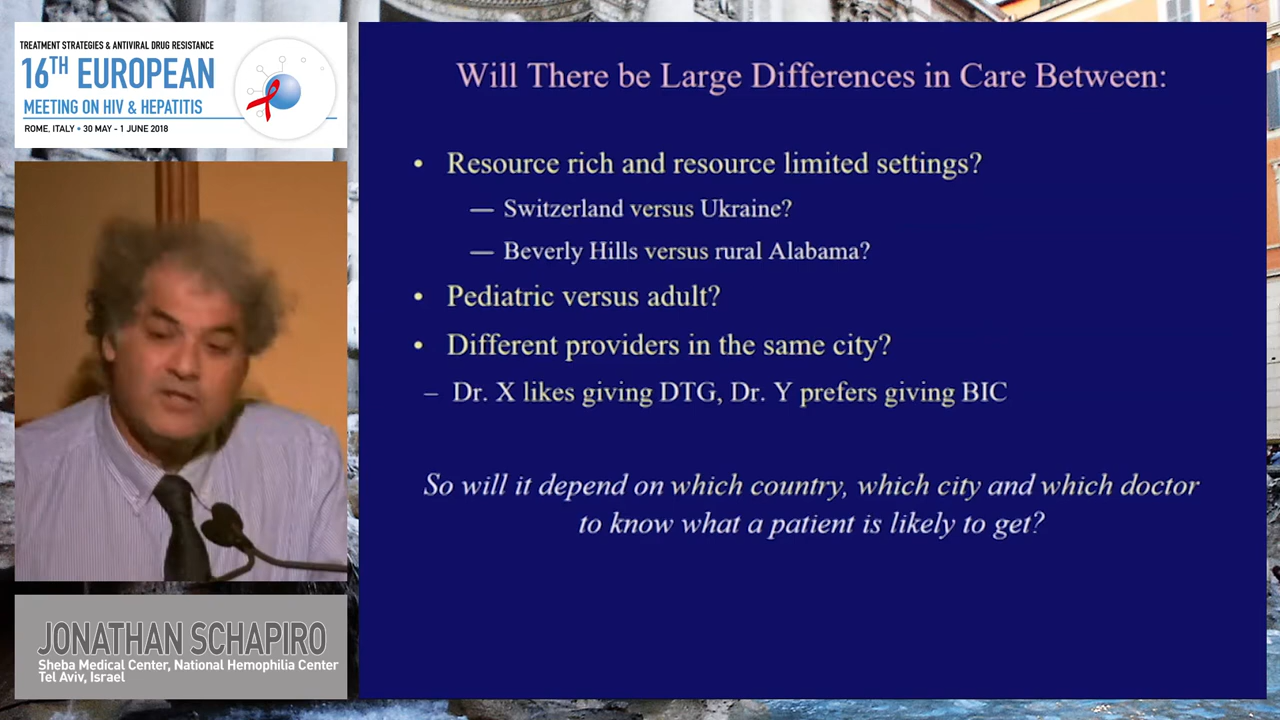 TREATMENT STRATEGIES & ANTIVIRAL DRUG RESISTANCE
16TH EUROPEAN
MEETING ON HIV & HEPATITIS
ROME, ITALY • 30 MAY - 1 JUNE 2018
Will There be Large Differences in Care Between:
• Resource rich and resource limited settings?
— Switzerland versus Ukraine?
— Beverly Hills versus rural Alabama?
• Pediatric versus adult?
• Different providers in the same city?
– Dr. X likes giving DTG, Dr. Y prefers giving BIC
So will it depend on which country, which city and which doctor
to know what a patient is likely to get?
JONATHAN SCHAPIRO
Sheba Medical Center, National Hemophilia Center
Tel Aviv, Israel